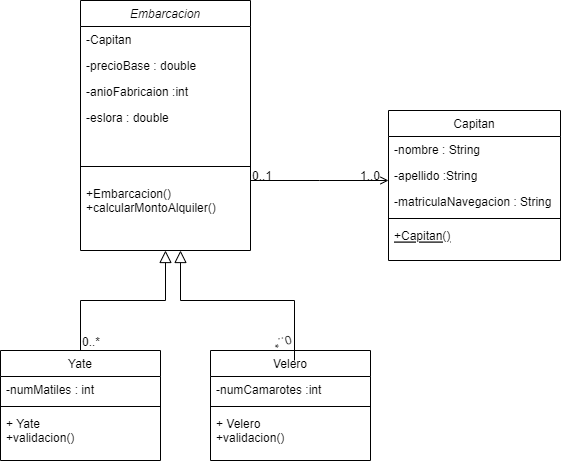 Embarcacion
-Capitan
-precioBase : double
-anioFabricaion :int
-eslora : double
+Embarcacion()
+calcularMontoAlquiler()
0..1
1..0
Capitan
-nombre : String
-apellido :String
-matriculaNavegacion : String
+Capitan()
0..*
*..0
Yate
-numMatiles : int
+ Yate
+validacion()
Velero
-numCamarotes :int
+ Velero
+validacion()